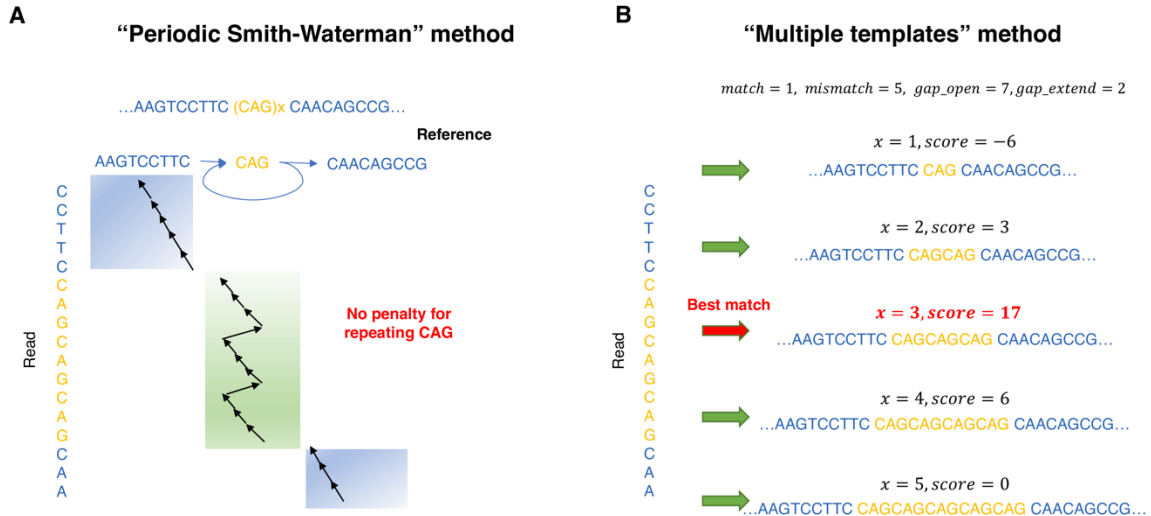 A
“Periodic Smith-Waterman” method
…AAGTCCTTC (CAG)x CAACAGCCG…
Reference
AAGTCCTTC CAG CAACAGCCG
Read
C
C
T
T
C
C
A
G
C
A
G
C
A
G
C
A
A
No penalty for
repeating CAG
B
“Multiple templates” method
match = 1, mismatch = 5, gap_open = 7, gap_extend = 2
Read
C
C
T
T
C
C
A
G
C
A
G
C
A
G
C
A
A
x = 1, score = −6
…AAGTCCTTC CAG CAACAGCCG…
x = 2, score = 3
…AAGTCCTTC CAGCAG CAACAGCCG…
Best match
x = 3, score = 17
…AAGTCCTTC CAGCAGCAG CAACAGCCG…
x = 4, score = 6
…AAGTCCTTC CAGCAGCAGCAG CAACAGCCG…
x = 5, score = 0
…AAGTCCTTC CAGCAGCAGCAGCAG CAACAGCCG…